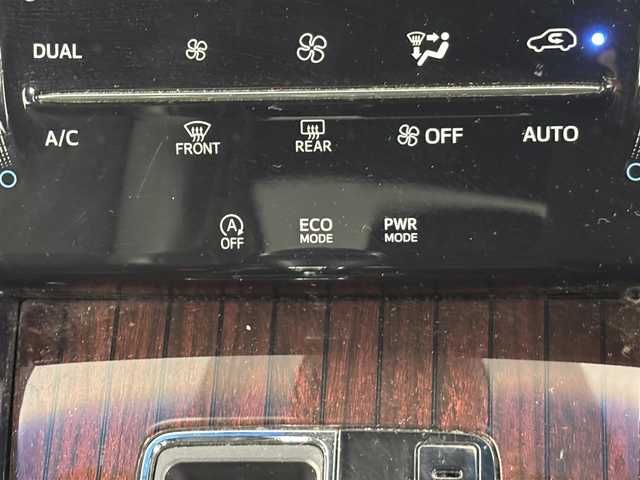 DUAL
A/C
FRONT
REAR
OFF
AUTO
A
OFF
ECO
MODE
PWR
MODE